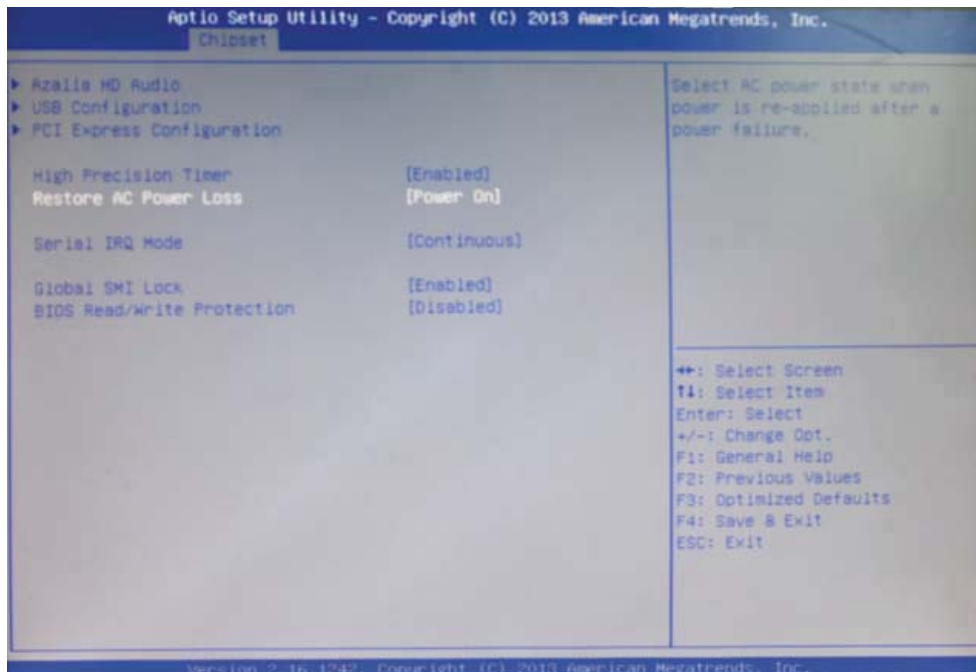 Aptio Setup Utility - Copyright (C) 2013 American Megatrends, Inc.
Chipset
Azalia HD Audio
USB Configuration
PCI Express Configuration
High Precision Timer [Enabled]
Restore AC Power Loss [Power On]
Serial IRQ Mode [Continuous]
Global SMI Lock [Enabled]
BIOS Read/Write Protection [Disabled]
Select AC power state when
power is re-applied after a
power failure.
↔: Select Screen
↑↓: Select Item
Enter: Select
+/-: Change Opt.
F1: General Help
F2: Previous Values
F3: Optimized Defaults
F4: Save & Exit
ESC: Exit
Version 2.16.1242. Copyright (C) 2013 American Megatrends, Inc.